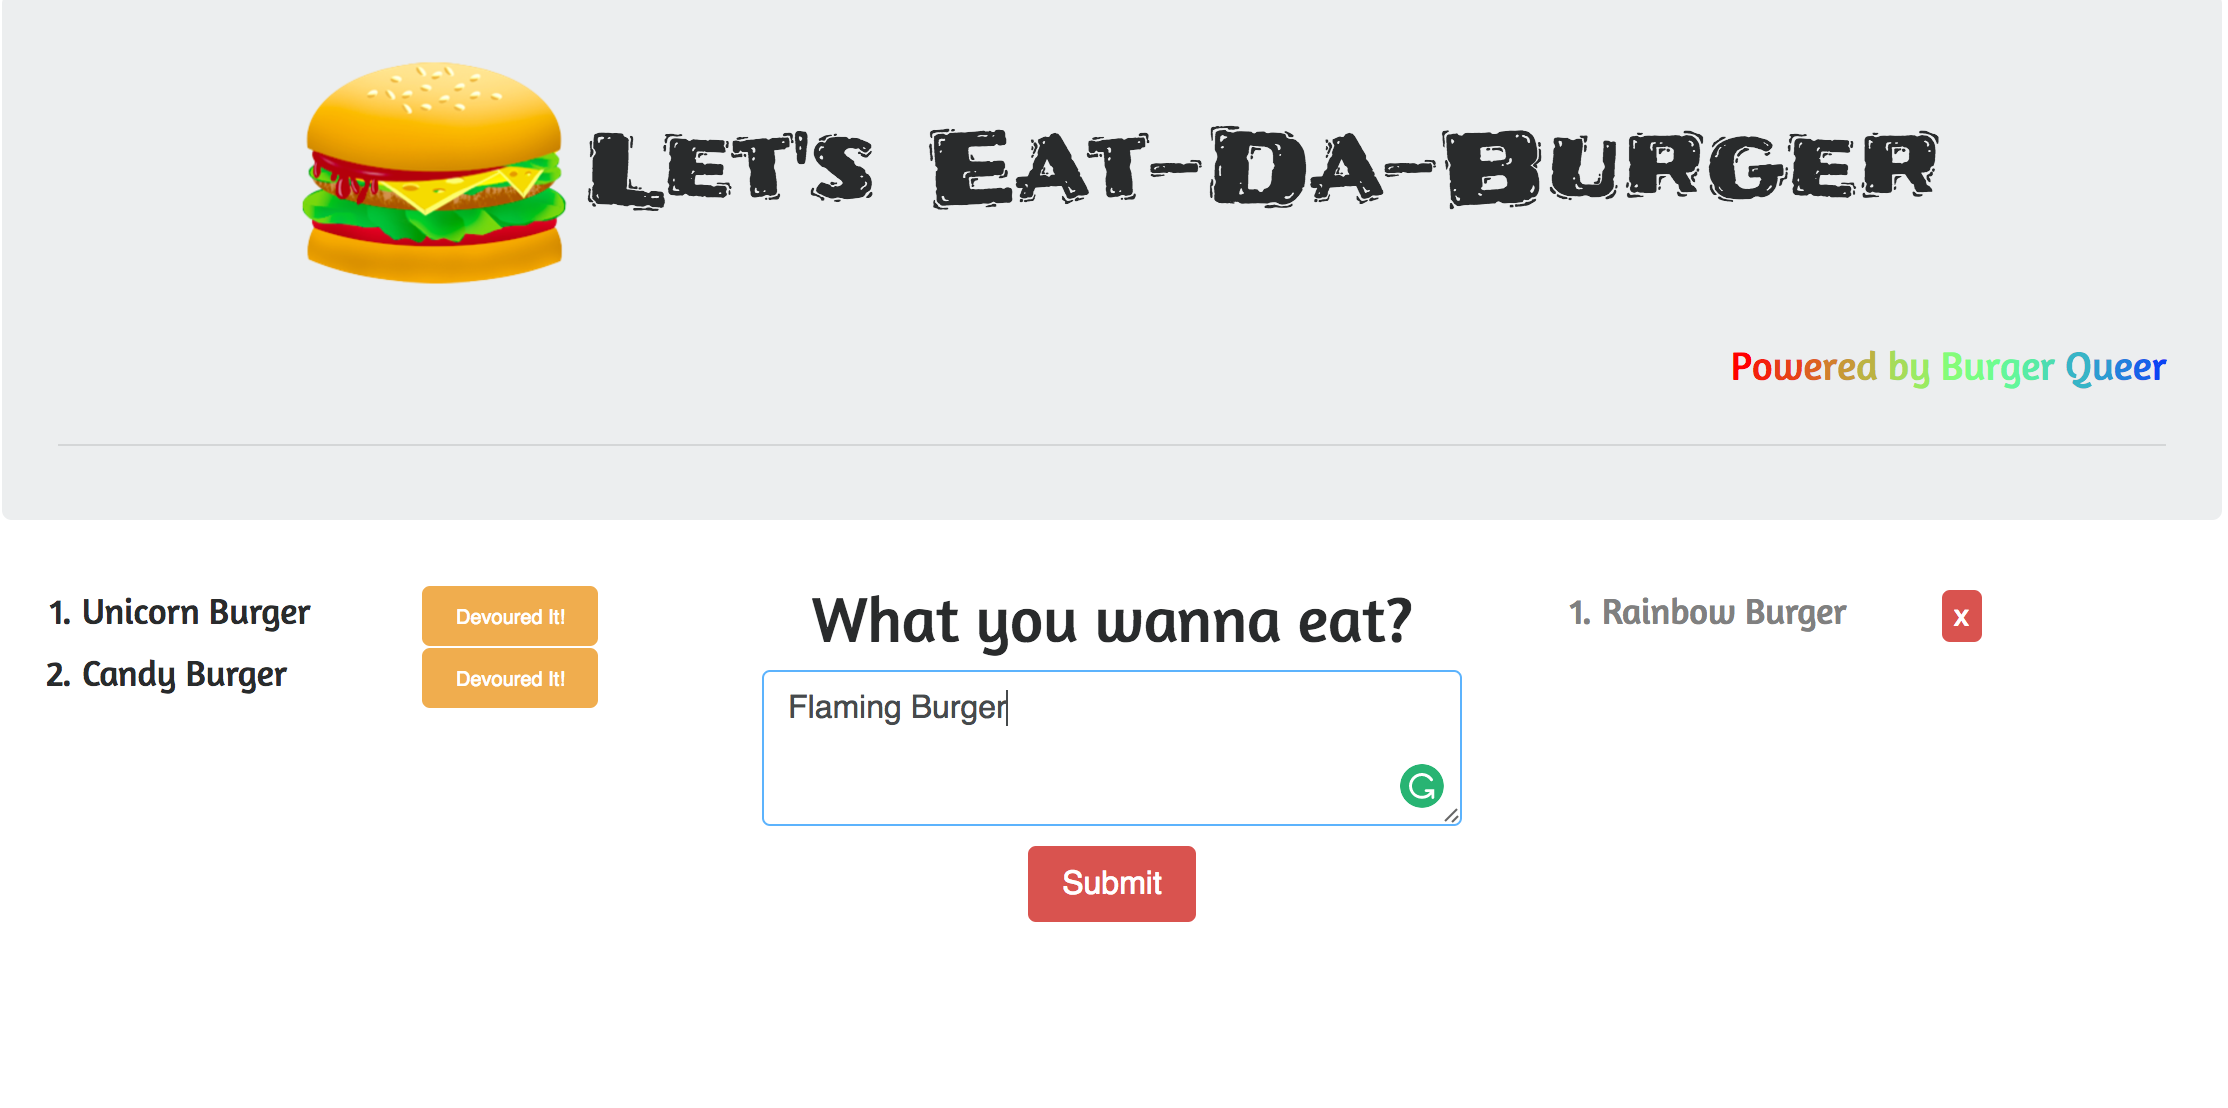 Let's Eat-Da-Burger
Powered by Burger Queer
1. Unicorn Burger
Devoured It!
2. Candy Burger
Devoured It!
What you wanna eat?
Flaming Burger
Submit
1. Rainbow Burger
x